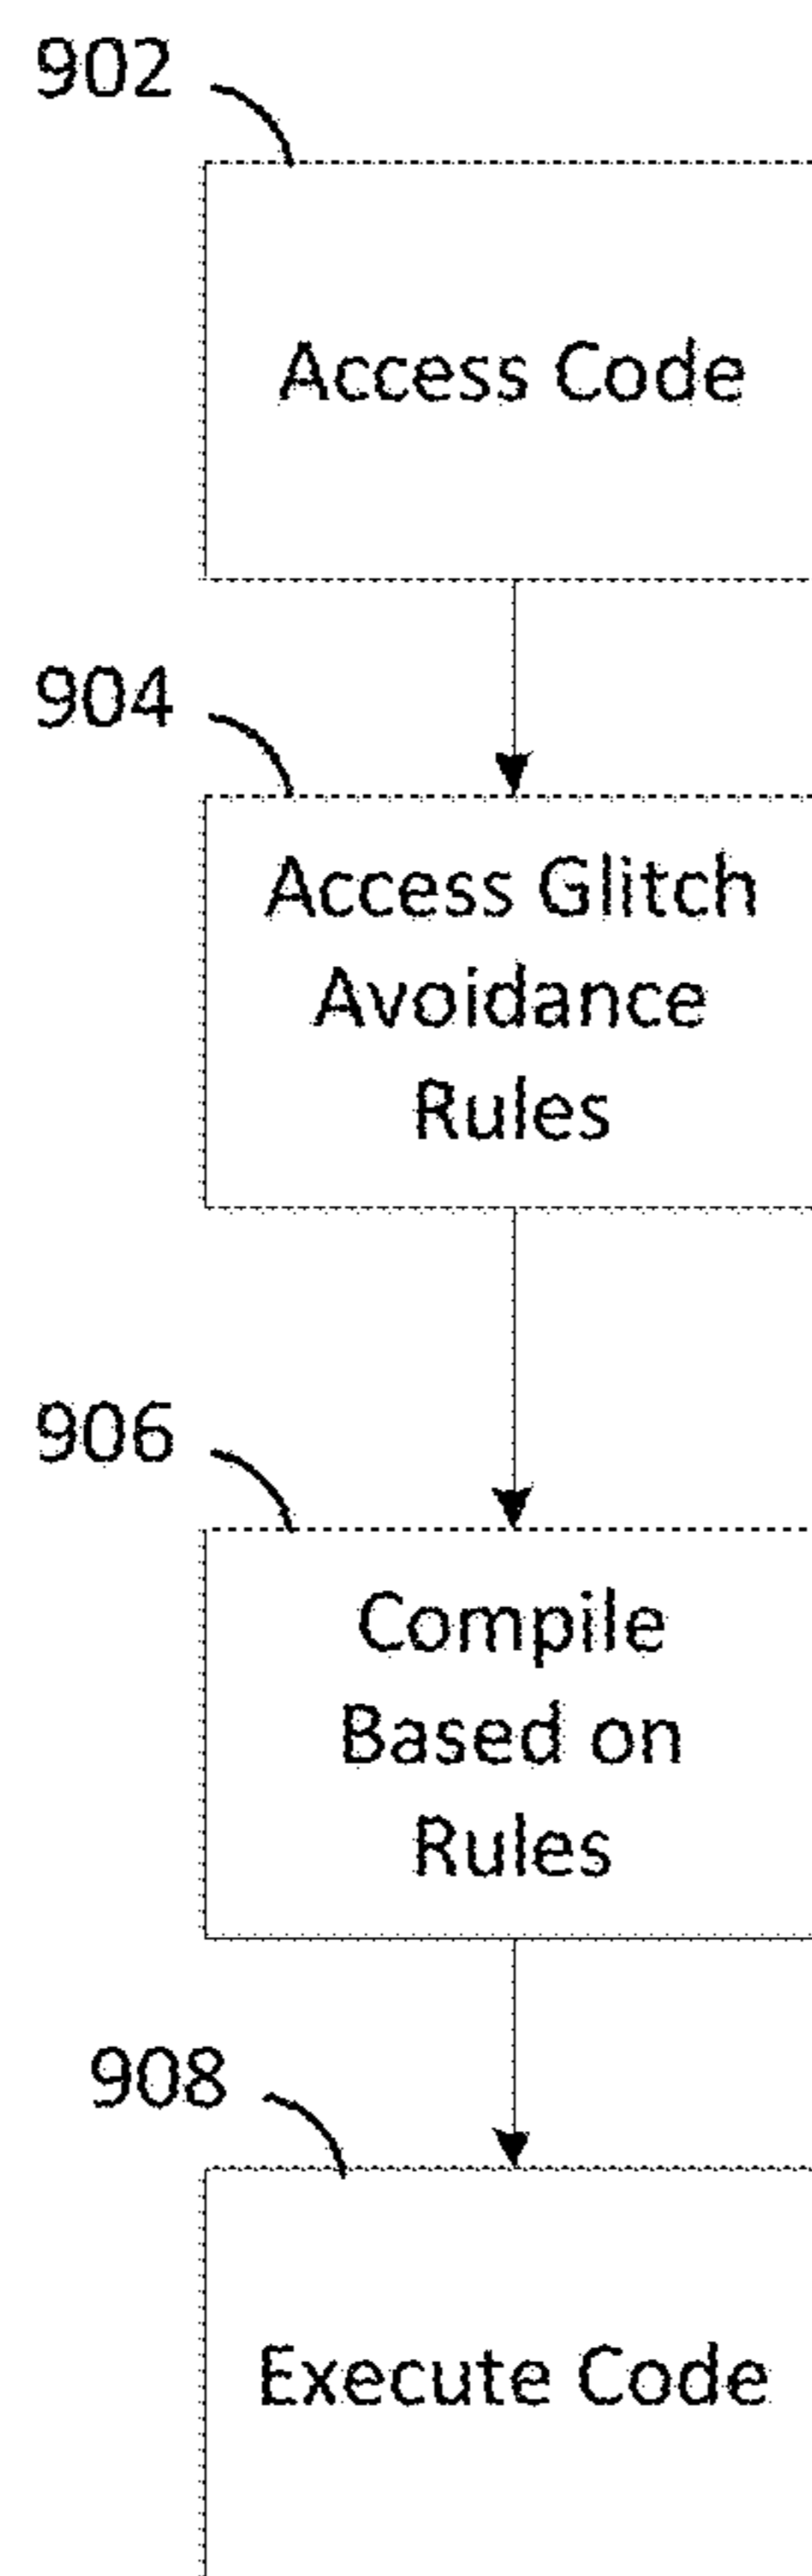 902
Access Code
904
Access Glitch
Avoidance
Rules
906
Compile
Based on
Rules
908
Execute Code